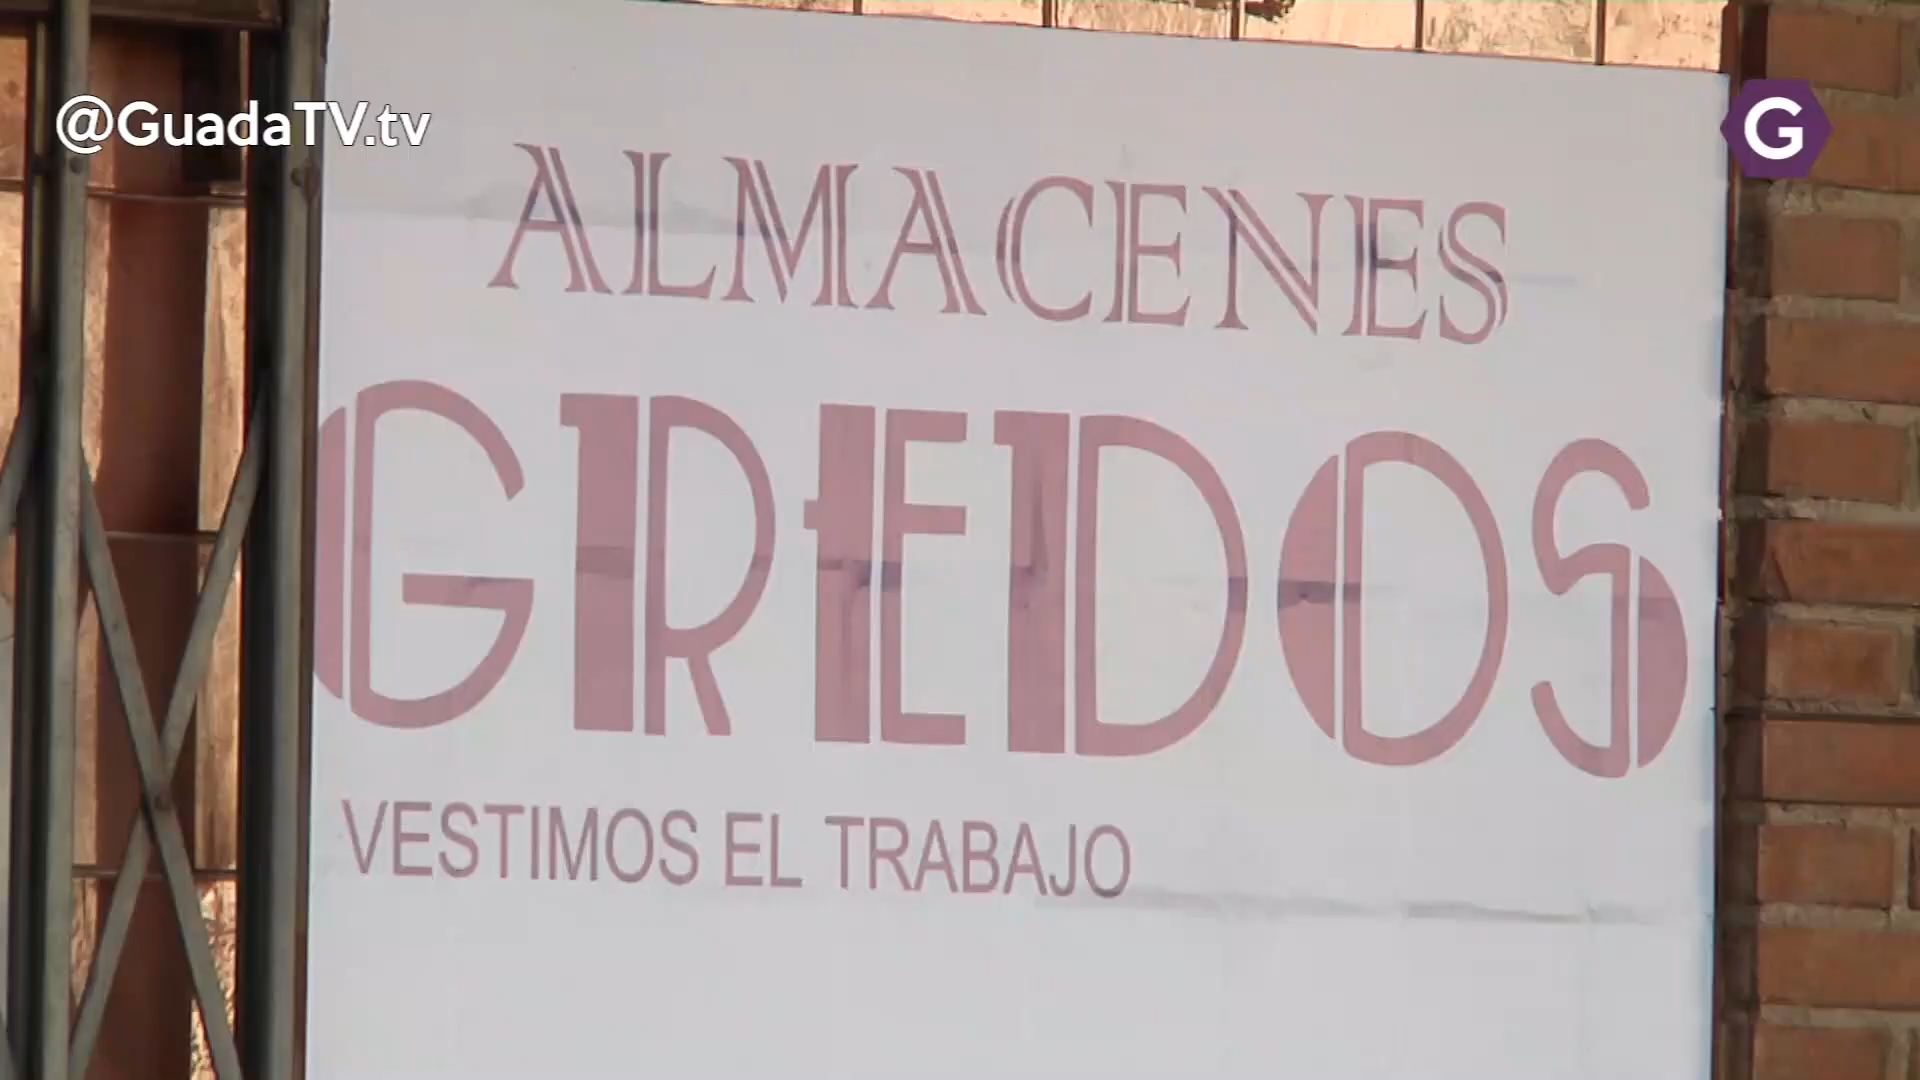 @GuadaTV.tv
G
ALMACENES
GREDOS
VESTIMOS EL TRABAJO